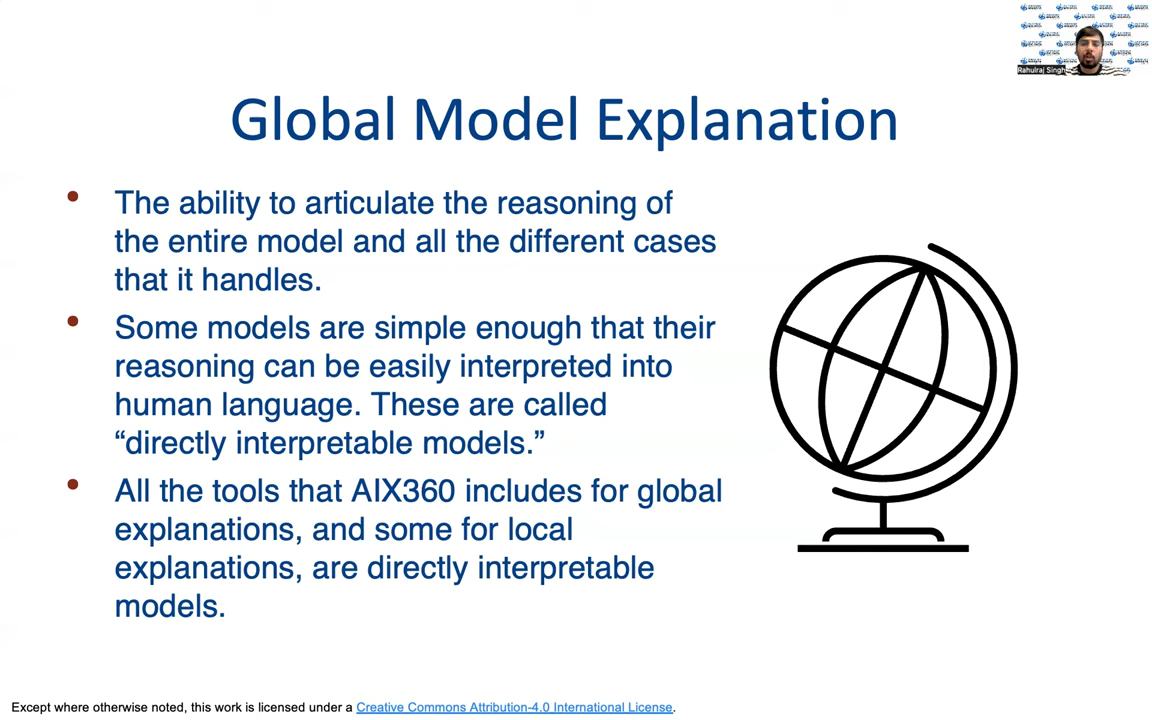 Rahulraj Singh
Global Model Explanation
• The ability to articulate the reasoning of
the entire model and all the different cases
that it handles.
• Some models are simple enough that their
reasoning can be easily interpreted into
human language. These are called
“directly interpretable models.”
• All the tools that AIX360 includes for global
explanations, and some for local
explanations, are directly interpretable
models.
Except where otherwise noted, this work is licensed under a Creative Commons Attribution-4.0 International License.